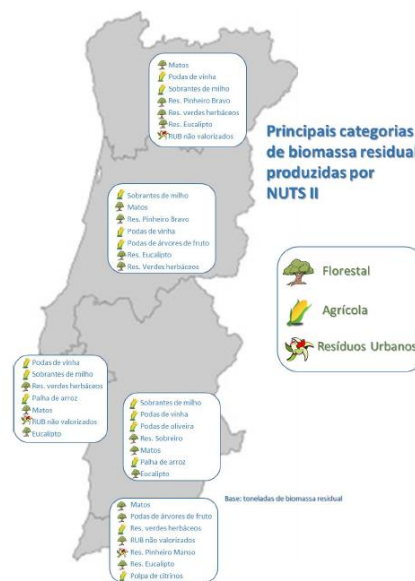 Matos
Podas de vinha
Sobrantes de milho
Res. Pinheiro Bravo
Res. verdes herbáceos
Res. Eucalipto
RUB não valorizados
Principais categorias
de biomassa residual
produzidas por
NUTS II
Sobrantes de milho
Matos
Res. Pinheiro Bravo
Podas de vinha
Podas de árvores de fruto
Res. Eucalipto
Res. Verdes herbáceos
Florestal
Agrícola
Resíduos Urbanos
Podas de vinha
Sobrantes de milho
Res. verdes herbáceos
Palha de arroz
Matos
RUB não valorizados
Eucalipto
Sobrantes de milho
Podas de vinha
Podas de oliveira
Res. Sobreiro
Matos
Palha de arroz
Eucalipto
Base: toneladas de biomassa residual
Matos
Podas de árvores de fruto
Res. verdes herbáceos
RUB não valorizados
Res. Pinheiro Manso
Res. Eucalipto
Polpa de citrinos